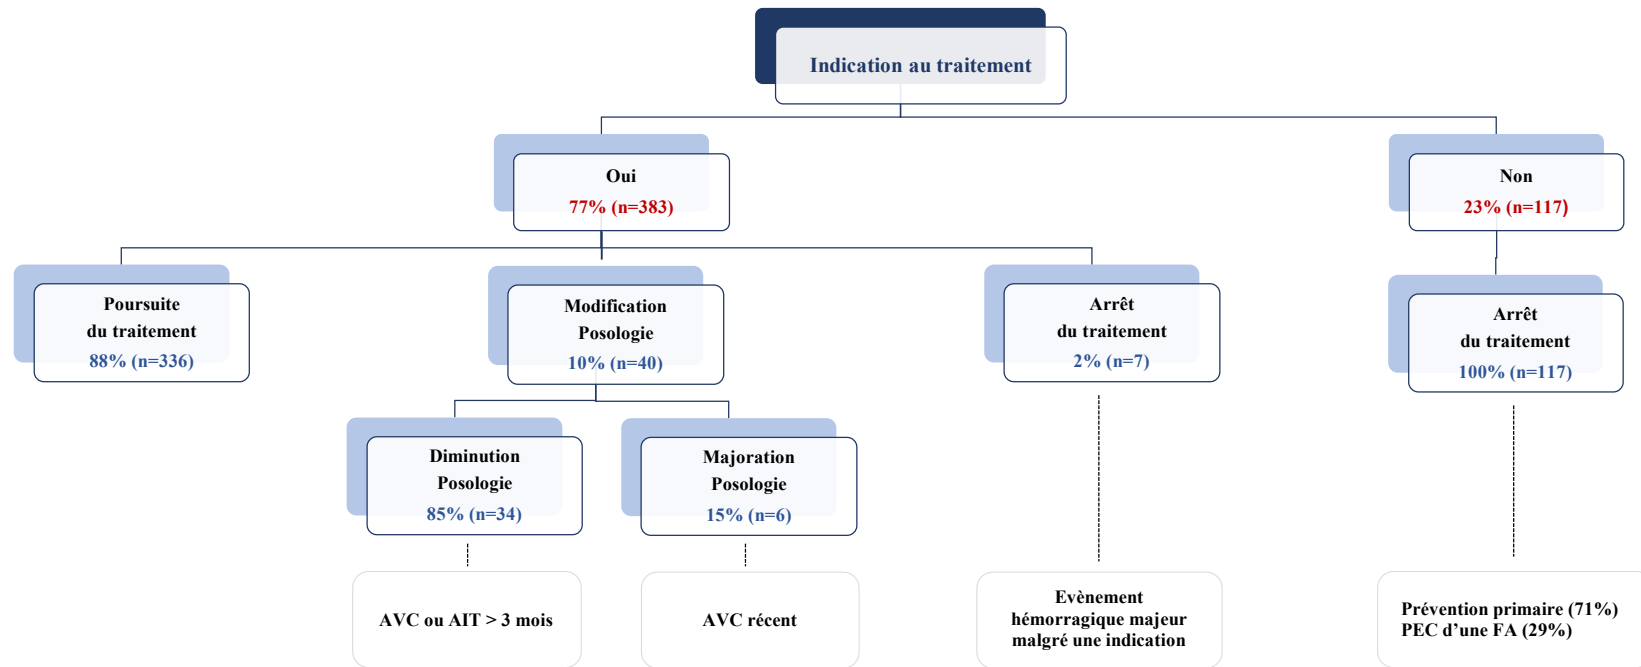 Indication au traitement
Oui
77% (n=383)
Non
23% (n=117)
Poursuite
du traitement
88% (n=336)
Modification
Posologie
10% (n=40)
Arrêt
du traitement
2% (n=7)
Arrêt
du traitement
100% (n=117)
Diminution
Posologie
85% (n=34)
Majoration
Posologie
15% (n=6)
AVC ou AIT > 3 mois
AVC récent
Evènement
hémorragique majeur
malgré une indication
Prévention primaire (71%)
PEC d’une FA (29%)